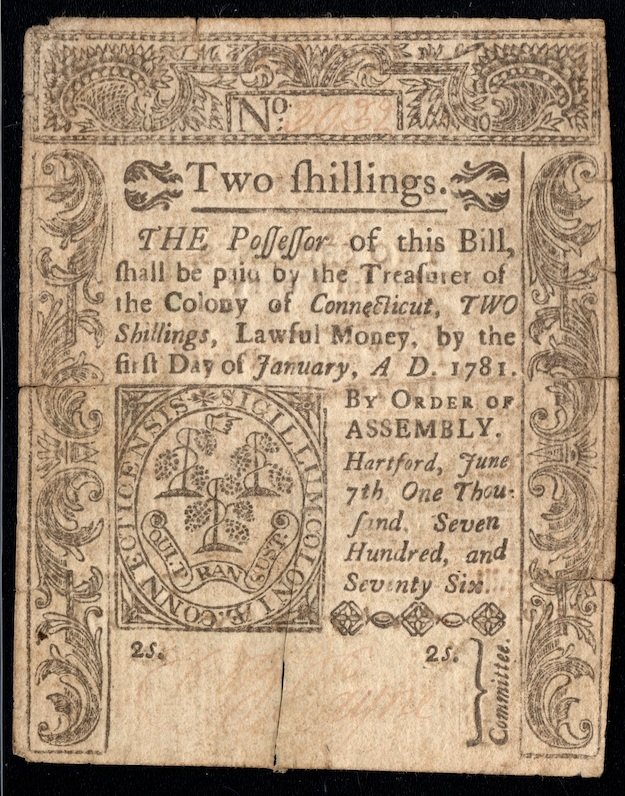 No.
Two ſhillings.
THE Poſſeſſor of this Bill,
ſhall be paid by the Treaſurer of
the Colony of Connecticut, TWO
Shillings, Lawful Money, by the
firſt Day of January, A D. 1781.
SIGILLUM COLONIÆ CONNECTICENSIS
QUI.T RAN SUST.
BY ORDER OF
ASSEMBLY.
Hartford, June
7th One Thou-
ſand, Seven
Hundred, and
Seventy Six.
2s. 2s.
Committee.